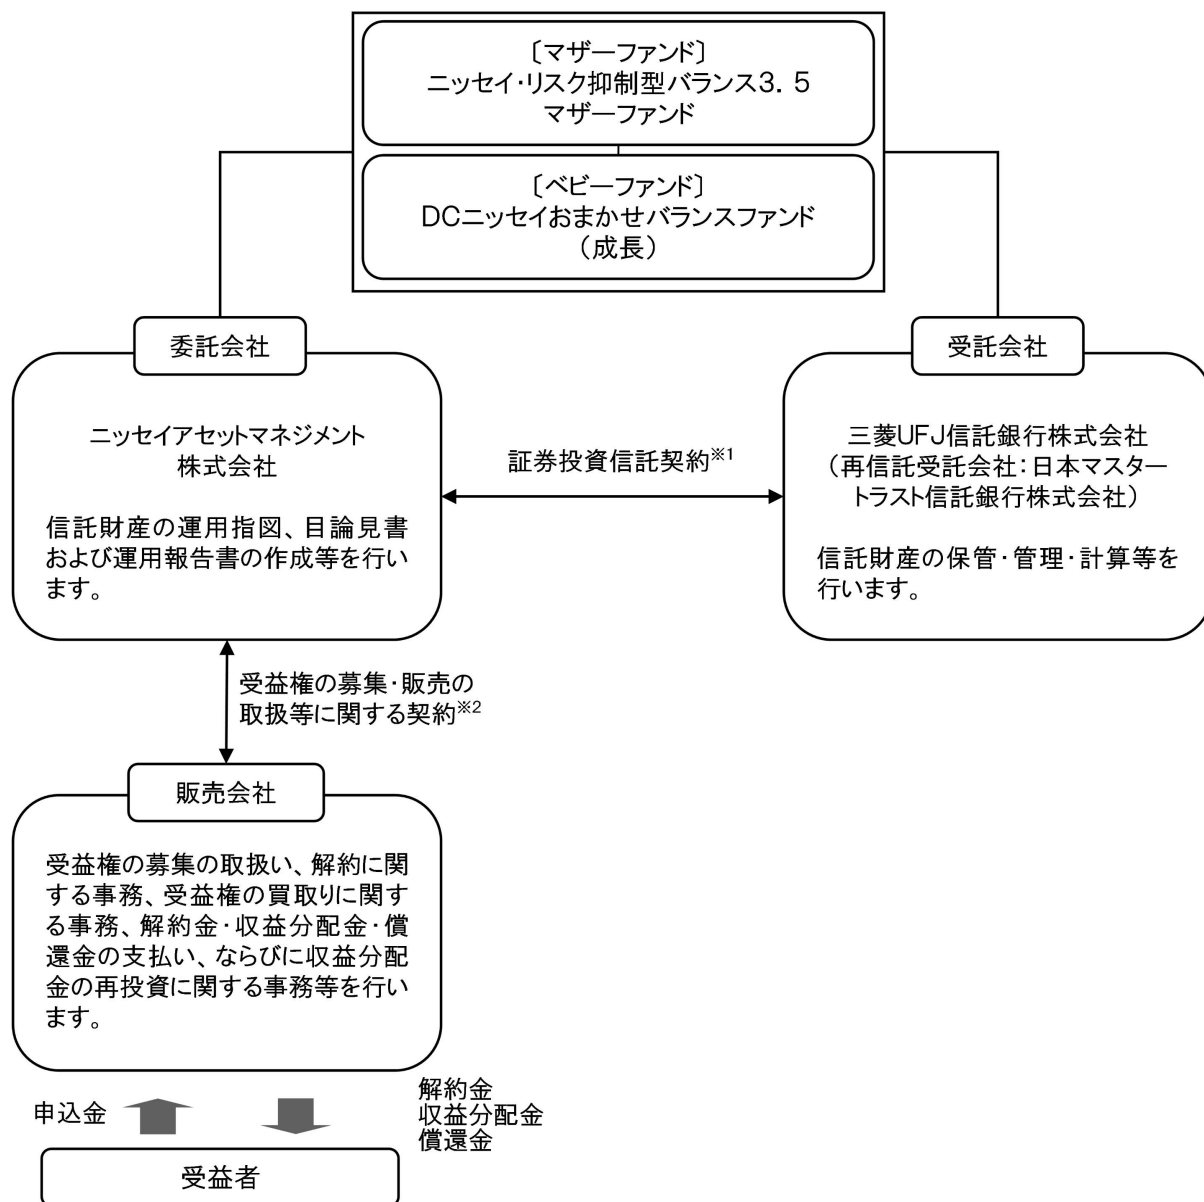 〔マザーファンド〕
ニッセイ・リスク抑制型バランス３．５
マザーファンド
〔ベビーファンド〕
DCニッセイおまかせバランスファンド
（成長）
委託会社
ニッセイアセットマネジメント
株式会社
信託財産の運用指図、目論見書
および運用報告書の作成等を行い
ます。
証券投資信託契約※1
受託会社
三菱UFJ信託銀行株式会社
（再信託受託会社：日本マスター
トラスト信託銀行株式会社）
信託財産の保管・管理・計算等を
行います。
受益権の募集・販売の
取扱等に関する契約※2
販売会社
受益権の募集の取扱い、解約に関
する事務、受益権の買取りに関す
る事務、解約金・収益分配金・償
還金の支払い、ならびに収益分配
金の再投資に関する事務等を行い
ます。
申込金
解約金
収益分配金
償還金
受益者